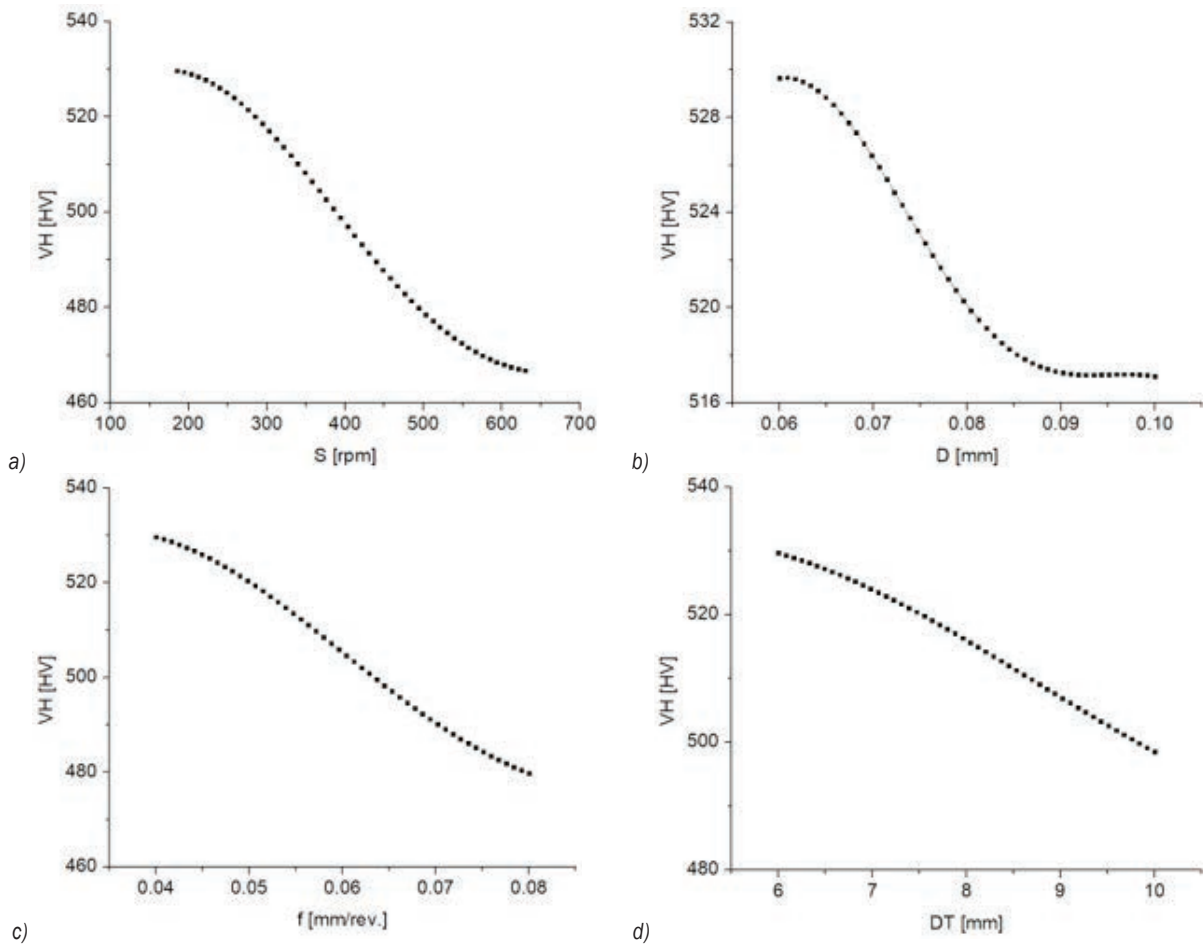 540
520
500
480
460
VH [HV]
100 200 300 400 500 600 700
S [rpm]
a)
532
528
524
520
516
VH [HV]
0.06 0.07 0.08 0.09 0.10
D [mm]
b)
540
520
500
480
460
VH [HV]
0.04 0.05 0.06 0.07 0.08
f [mm/rev.]
c)
540
520
500
480
VH [HV]
6 7 8 9 10
DT [mm]
d)